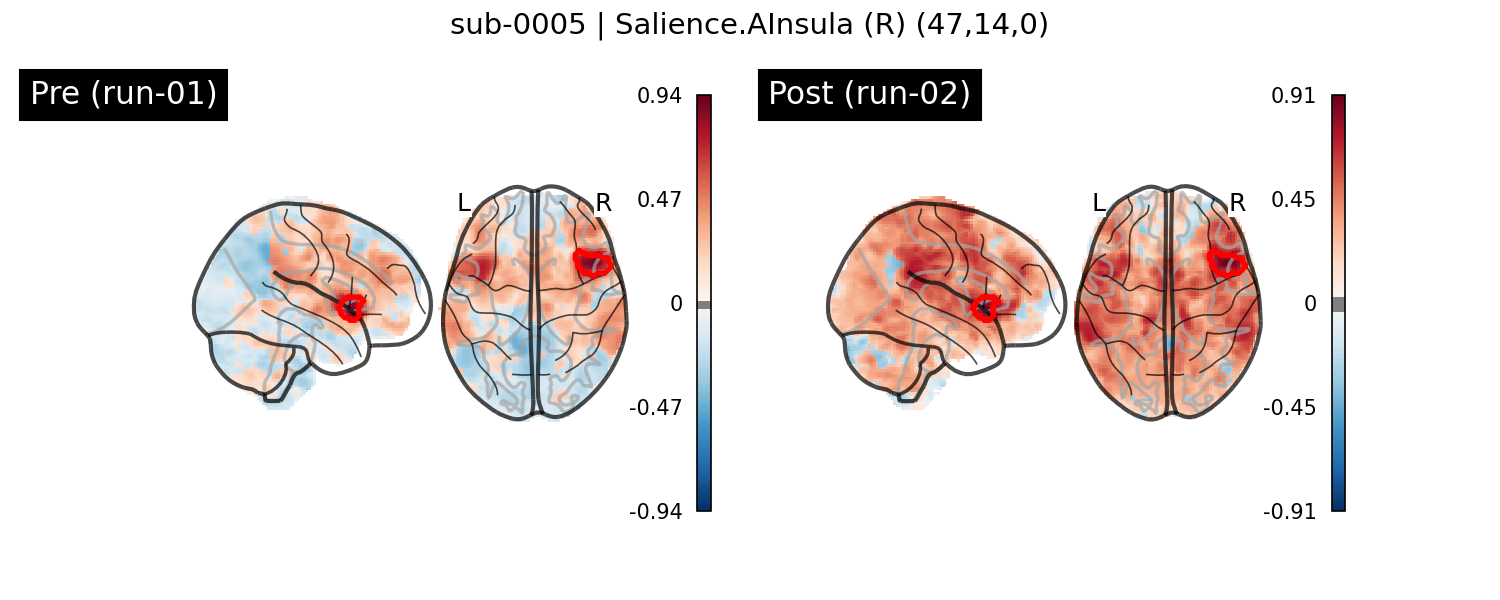 sub-0005 | Salience.AInsula (R) (47,14,0)
Pre (run-01)
L
R
0.94
0.47
0
-0.47
-0.94
Post (run-02)
L
R
0.91
0.45
0
-0.45
-0.91